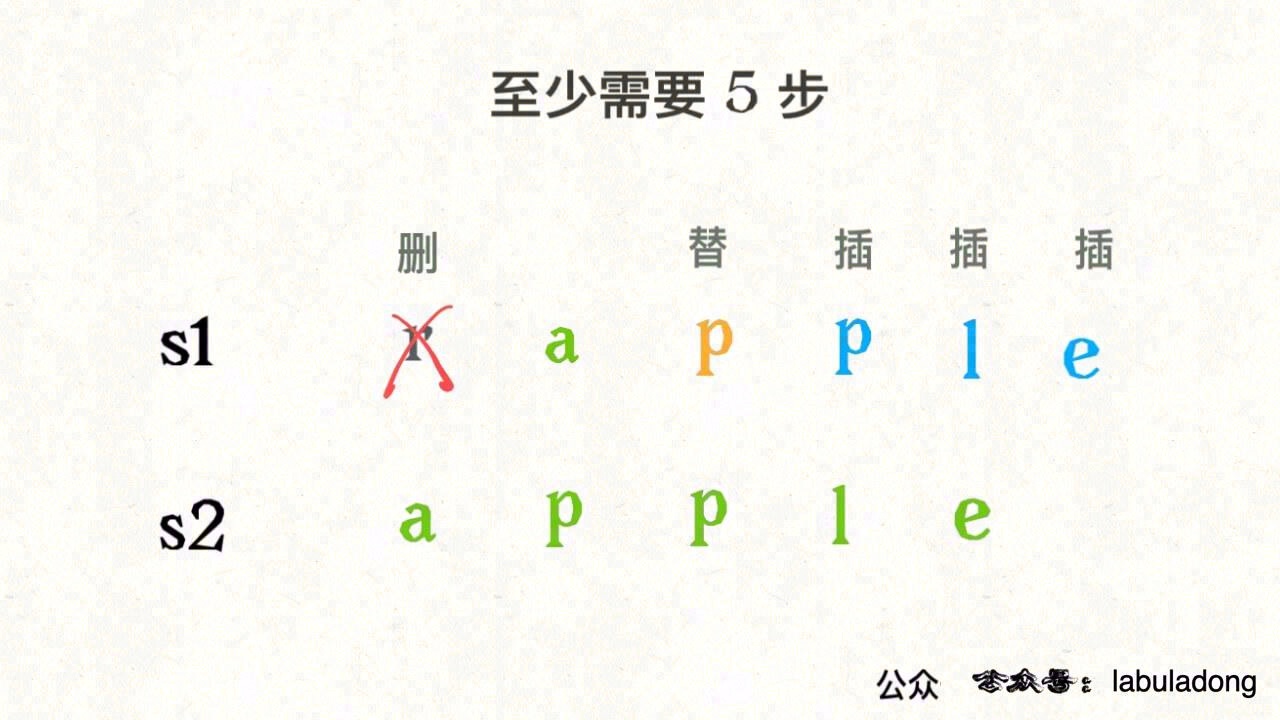 至少需要 5 步
删 替 插 插 插
s1 r a p p l e
s2 a p p l e
公众 公众号： labuladong